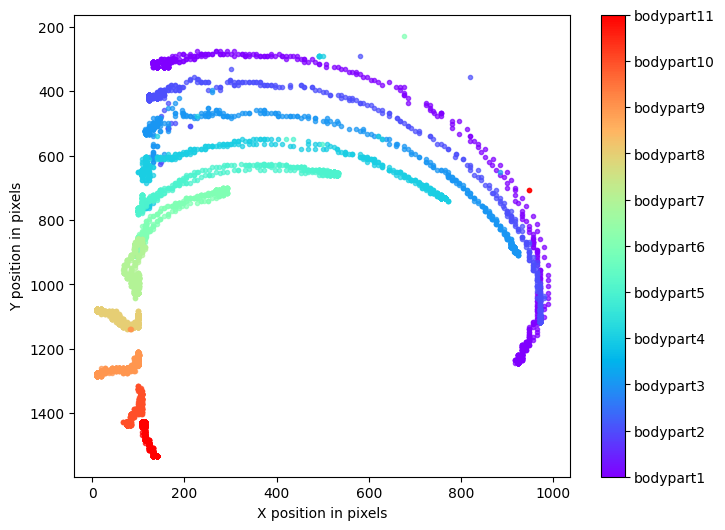 200
400
600
800
1000
1200
1400
0
200
400
600
800
1000
Y position in pixels
X position in pixels
bodypart11
bodypart10
bodypart9
bodypart8
bodypart7
bodypart6
bodypart5
bodypart4
bodypart3
bodypart2
bodypart1